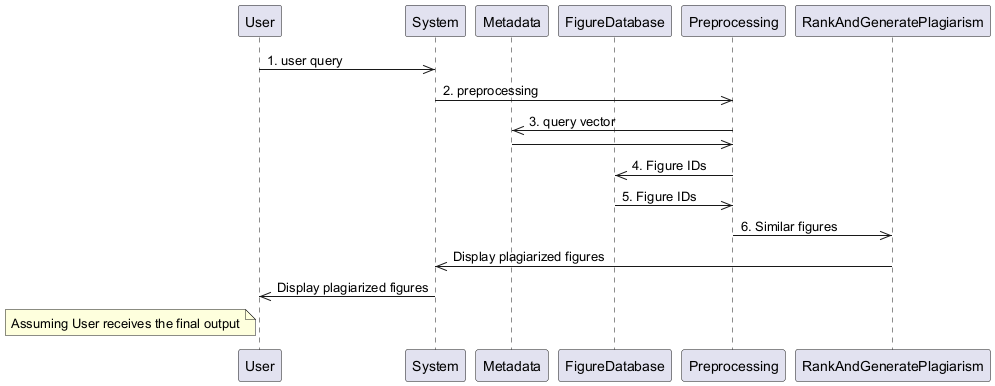 User System Metadata FigureDatabase Preprocessing RankAndGeneratePlagiarism
1. user query
2. preprocessing
3. query vector
4. Figure IDs
5. Figure IDs
6. Similar figures
Display plagiarized figures
Display plagiarized figures
Assuming User receives the final output
User System Metadata FigureDatabase Preprocessing RankAndGeneratePlagiarism